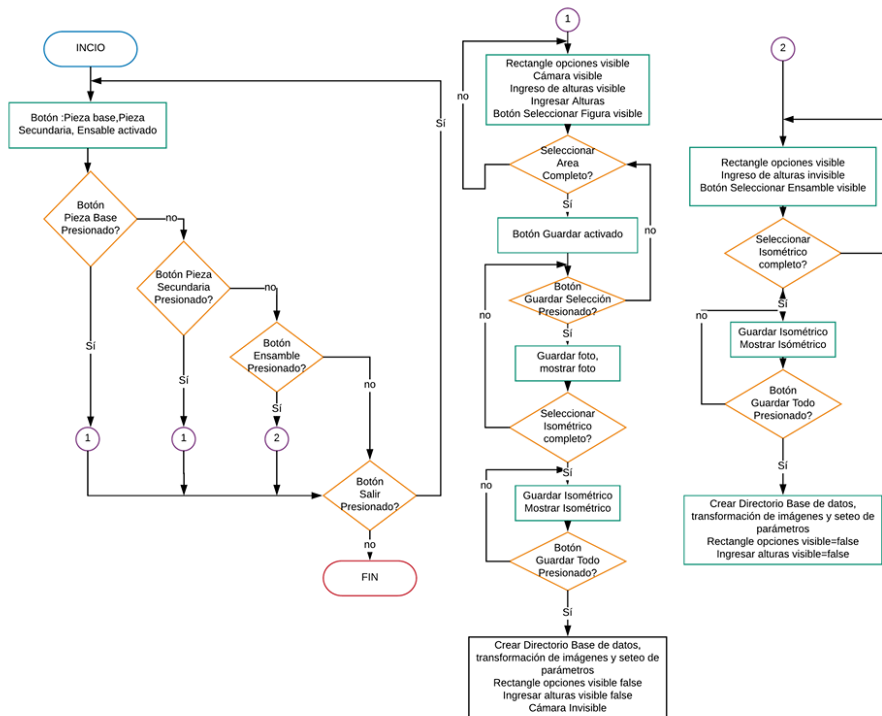 INCIO
Sí
Botón :Pieza base,Pieza
Secundaria, Ensable activado
Botón
Pieza Base
Presionado?
no
Botón Pieza
Secundaria
Presionado?
no
Botón
Ensamble
Presionado?
no
Sí
Sí
Sí
1
1
2
Botón
Salir
Presionado?
no
FIN
1
Rectangle opciones visible
Cámara visible
Ingreso de alturas visible
Ingresar Alturas
Botón Seleccionar Figura visible
no
Seleccionar
Area
Completo?
Sí
no
Botón Guardar activado
Botón
Guardar Selección
Presionado?
no
Sí
Guardar foto,
mostrar foto
Seleccionar
Isométrico
completo?
Sí
no
Guardar Isométrico
Mostrar Isométrico
Botón
Guardar Todo
Presionado?
Sí
Crear Directorio Base de datos,
transformación de imágenes y seteo de
parámetros
Rectangle opciones visible false
Ingresar alturas visible false
Cámara Invisible
2
Rectangle opciones visible
Ingreso de alturas invisible
Botón Seleccionar Ensamble visible
Seleccionar
Isométrico
completo?
Sí
no
Guardar Isométrico
Mostrar Isómétrico
Botón
Guardar Todo
Presionado?
Sí
Crear Directorio Base de datos,
transformación de imágenes y seteo de
parámetros
Rectangle opciones visible=false
Ingresar alturas visible=false